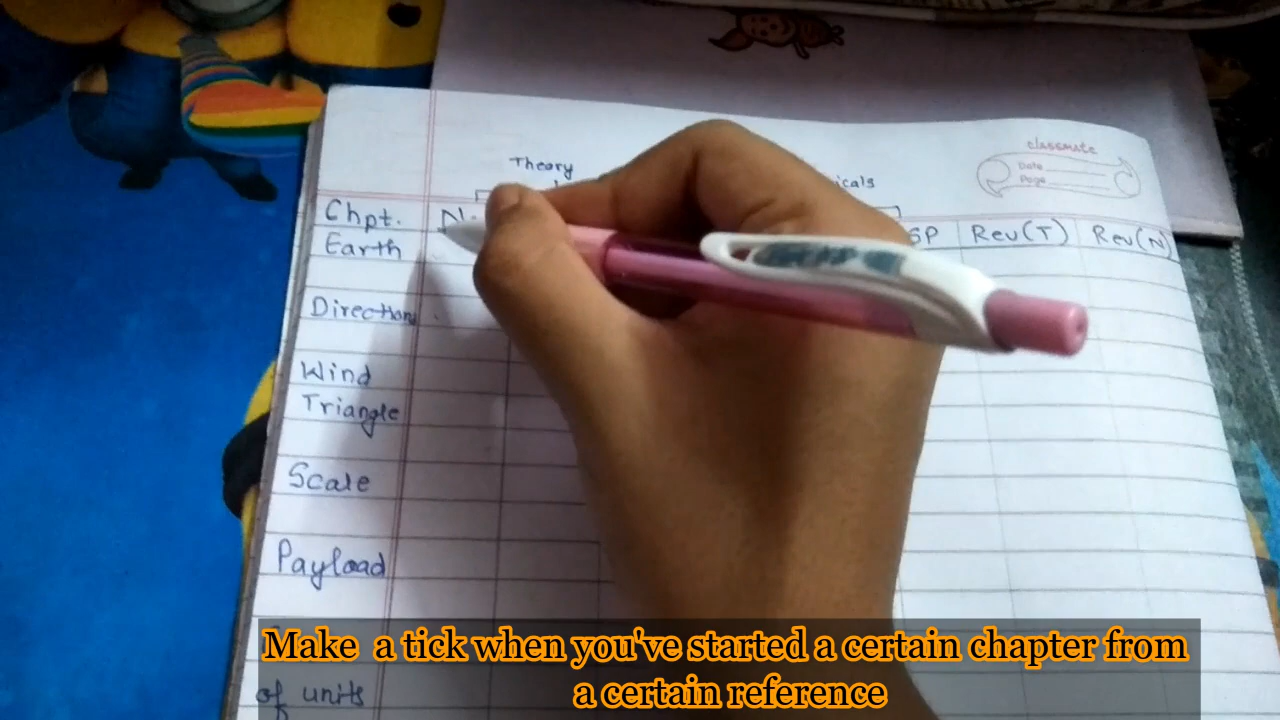 classmate
Theory
Date
Page
Chpt. SP Rev(T) Rev(N)
Earth
Direction
Wind
Triangle
Scale
Payload
of units
Make a tick when you've started a certain chapter from
a certain reference